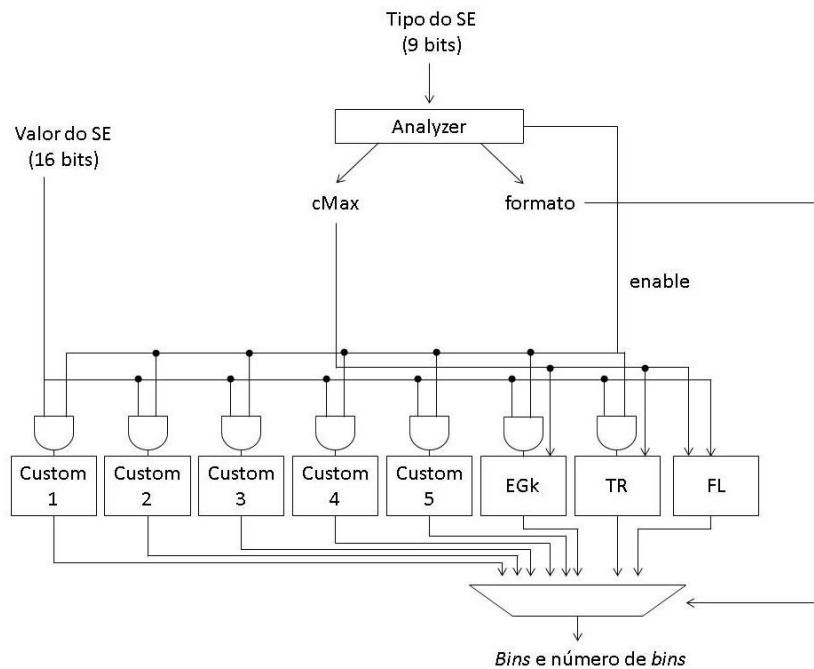 Tipo do SE
(9 bits)
Analyzer
Valor do SE
(16 bits)
cMax
formato
enable
Custom
1
Custom
2
Custom
3
Custom
4
Custom
5
EGk
TR
FL
Bins e número de bins